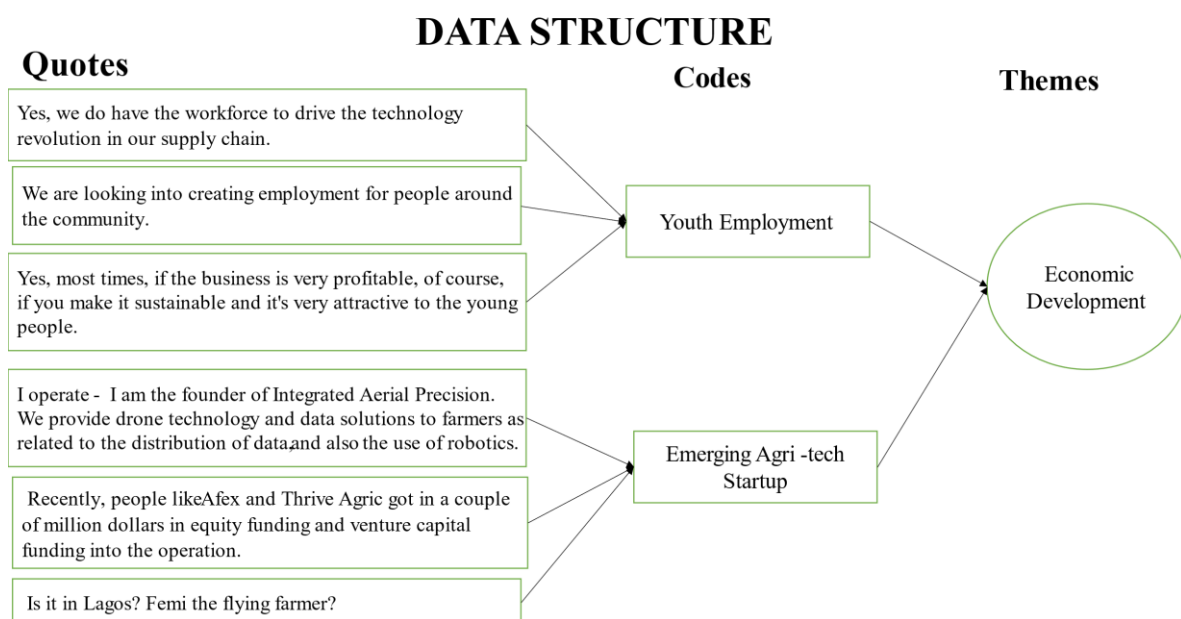 DATA STRUCTURE
Quotes
Codes
Themes
Yes, we do have the workforce to drive the technology
revolution in our supply chain.
We are looking into creating employment for people around
the community.
Yes, most times, if the business is very profitable, of course,
if you make it sustainable and it's very attractive to the young
people.
Youth Employment
Economic
Development
I operate - I am the founder of Integrated Aerial Precision.
We provide drone technology and data solutions to farmers as
related to the distribution of data,and also the use of robotics.
Emerging Agri -tech
Startup
Recently, people likeAfex and Thrive Agric got in a couple
of million dollars in equity funding and venture capital
funding into the operation.
Is it in Lagos? Femi the flying farmer?